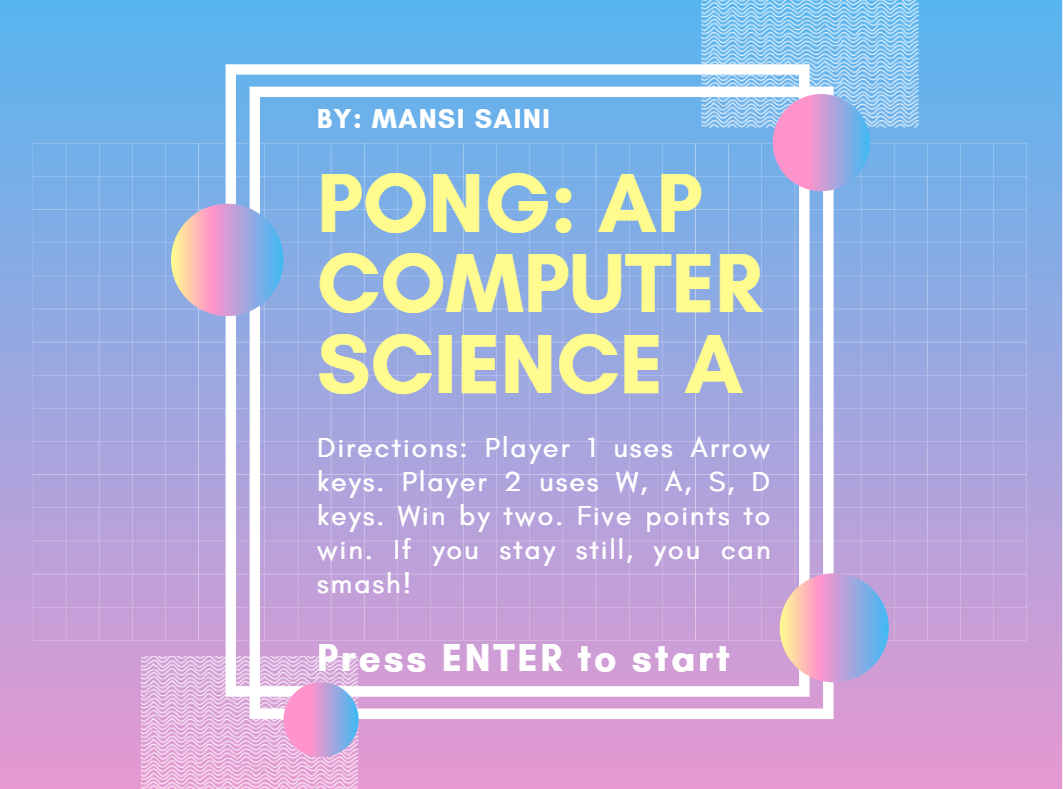 BY: MANSI SAINI
PONG: AP
COMPUTER
SCIENCE A
Directions: Player 1 uses Arrow
keys. Player 2 uses W, A, S, D
keys. Win by two. Five points to
win. If you stay still, you can
smash!
Press ENTER to start